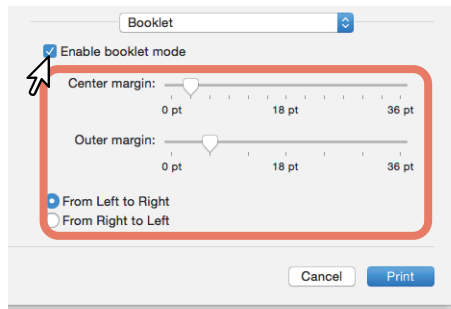 Booklet
Enable booklet mode
Center margin:
0 pt 18 pt 36 pt
Outer margin:
0 pt 18 pt 36 pt
From Left to Right
From Right to Left
Cancel Print